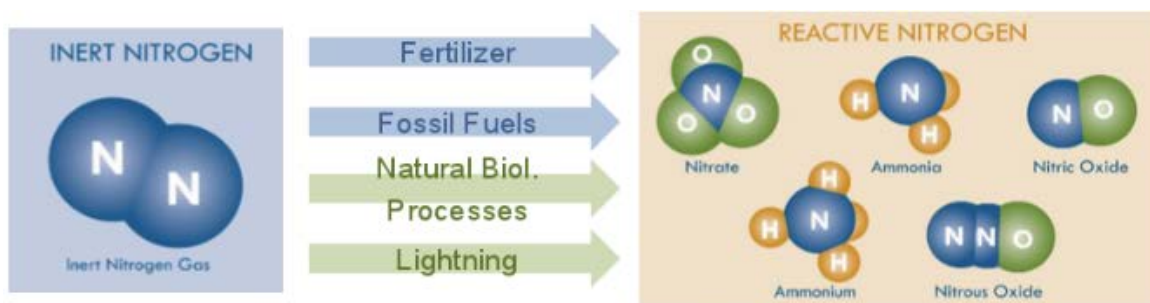 INERT NITROGEN
N
N
Inert Nitrogen Gas
Fertilizer
Fossil Fuels
Natural Biol.
Processes
Lightning
REACTIVE NITROGEN
O
N
O
O
Nitrate
H
N
H
Ammonia
N O
Nitric Oxide
H
N
H
H
Ammonium
N N O
Nitrous Oxide